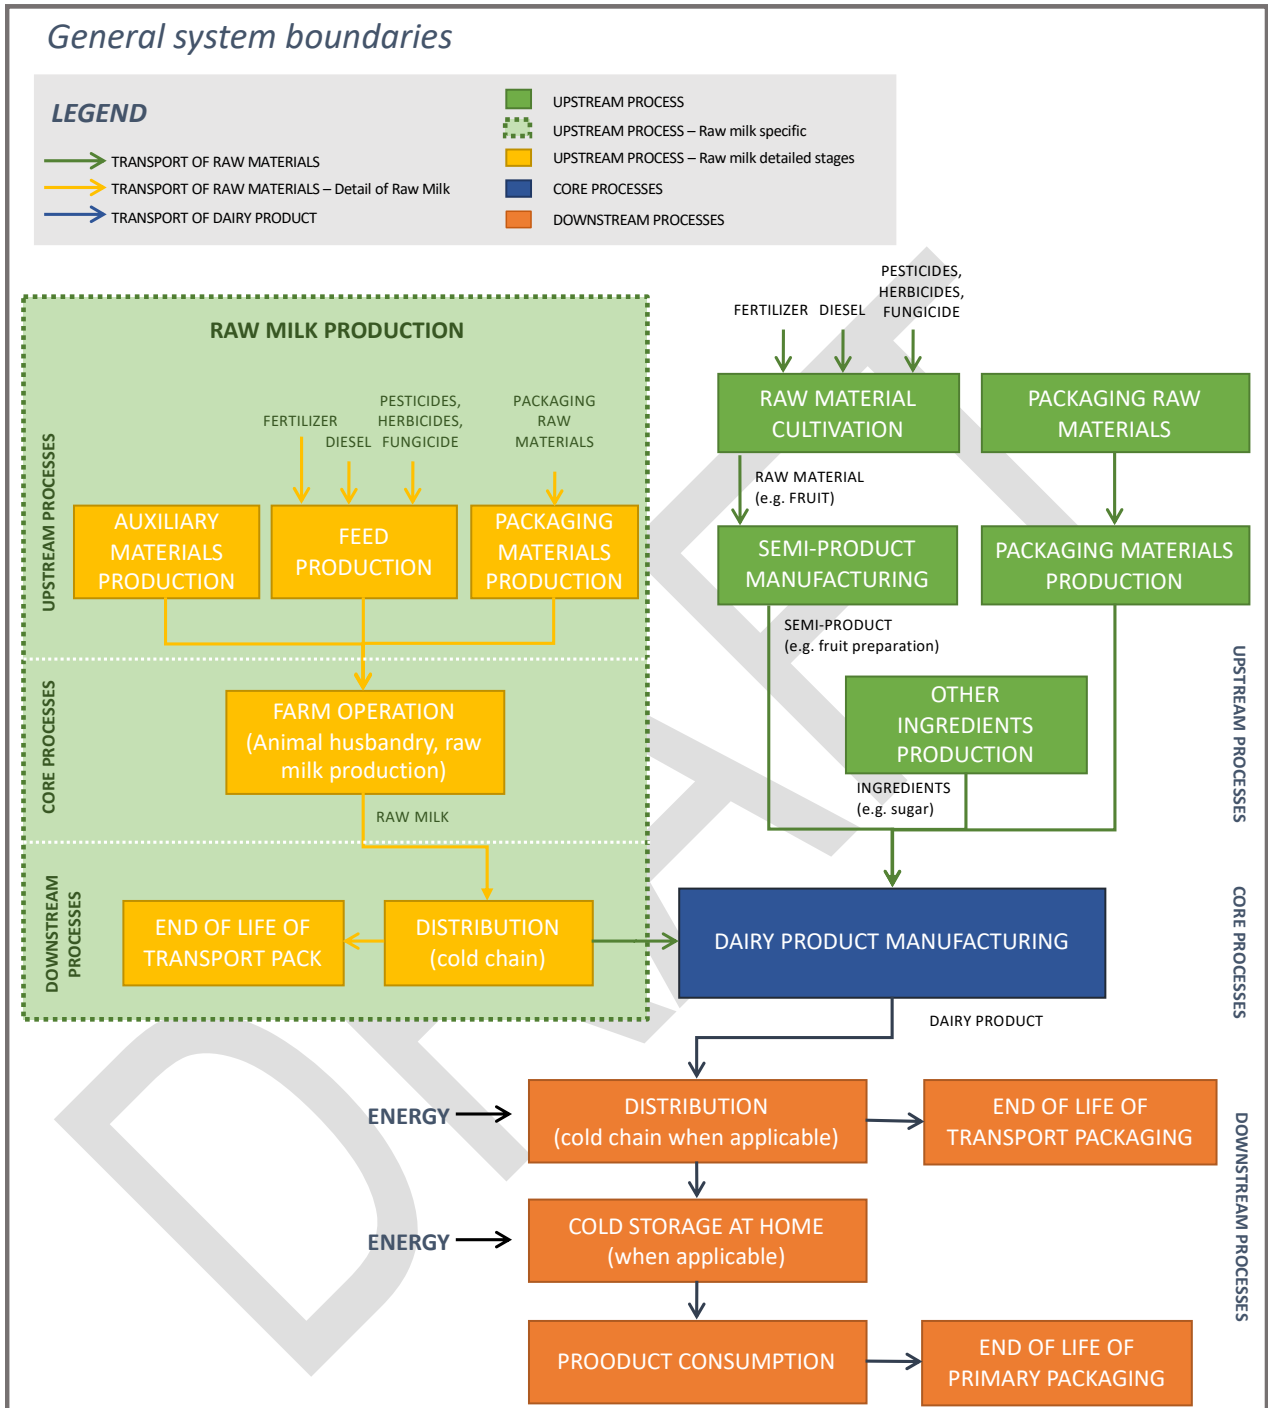 General system boundaries
LEGEND
TRANSPORT OF RAW MATERIALS
TRANSPORT OF RAW MATERIALS – Detail of Raw Milk
TRANSPORT OF DAIRY PRODUCT
UPSTREAM PROCESS
UPSTREAM PROCESS – Raw milk specific
UPSTREAM PROCESS – Raw milk detailed stages
CORE PROCESSES
DOWNSTREAM PROCESSES
RAW MILK PRODUCTION
UPSTREAM PROCESSES
FERTILIZER
DIESEL
PESTICIDES,
HERBICIDES,
FUNGICIDE
PACKAGING
RAW
MATERIALS
AUXILIARY
MATERIALS
PRODUCTION
FEED
PRODUCTION
PACKAGING
MATERIALS
PRODUCTION
CORE PROCESSES
FARM OPERATION
(Animal husbandry, raw
milk production)
RAW MILK
DOWNSTREAM
PROCESSES
END OF LIFE OF
TRANSPORT PACK
DISTRIBUTION
(cold chain)
FERTILIZER
DIESEL
PESTICIDES,
HERBICIDES,
FUNGICIDE
RAW MATERIAL
CULTIVATION
PACKAGING RAW
MATERIALS
RAW MATERIAL
(e.g. FRUIT)
SEMI-PRODUCT
MANUFACTURING
PACKAGING MATERIALS
PRODUCTION
SEMI-PRODUCT
(e.g. fruit preparation)
OTHER
INGREDIENTS
PRODUCTION
INGREDIENTS
(e.g. sugar)
UPSTREAM PROCESSES
DAIRY PRODUCT MANUFACTURING
CORE PROCESSES
DAIRY PRODUCT
ENERGY
DISTRIBUTION
(cold chain when applicable)
END OF LIFE OF
TRANSPORT PACKAGING
ENERGY
COLD STORAGE AT HOME
(when applicable)
DOWNSTREAM PROCESSES
PROODUCT CONSUMPTION
END OF LIFE OF
PRIMARY PACKAGING
DRAFT